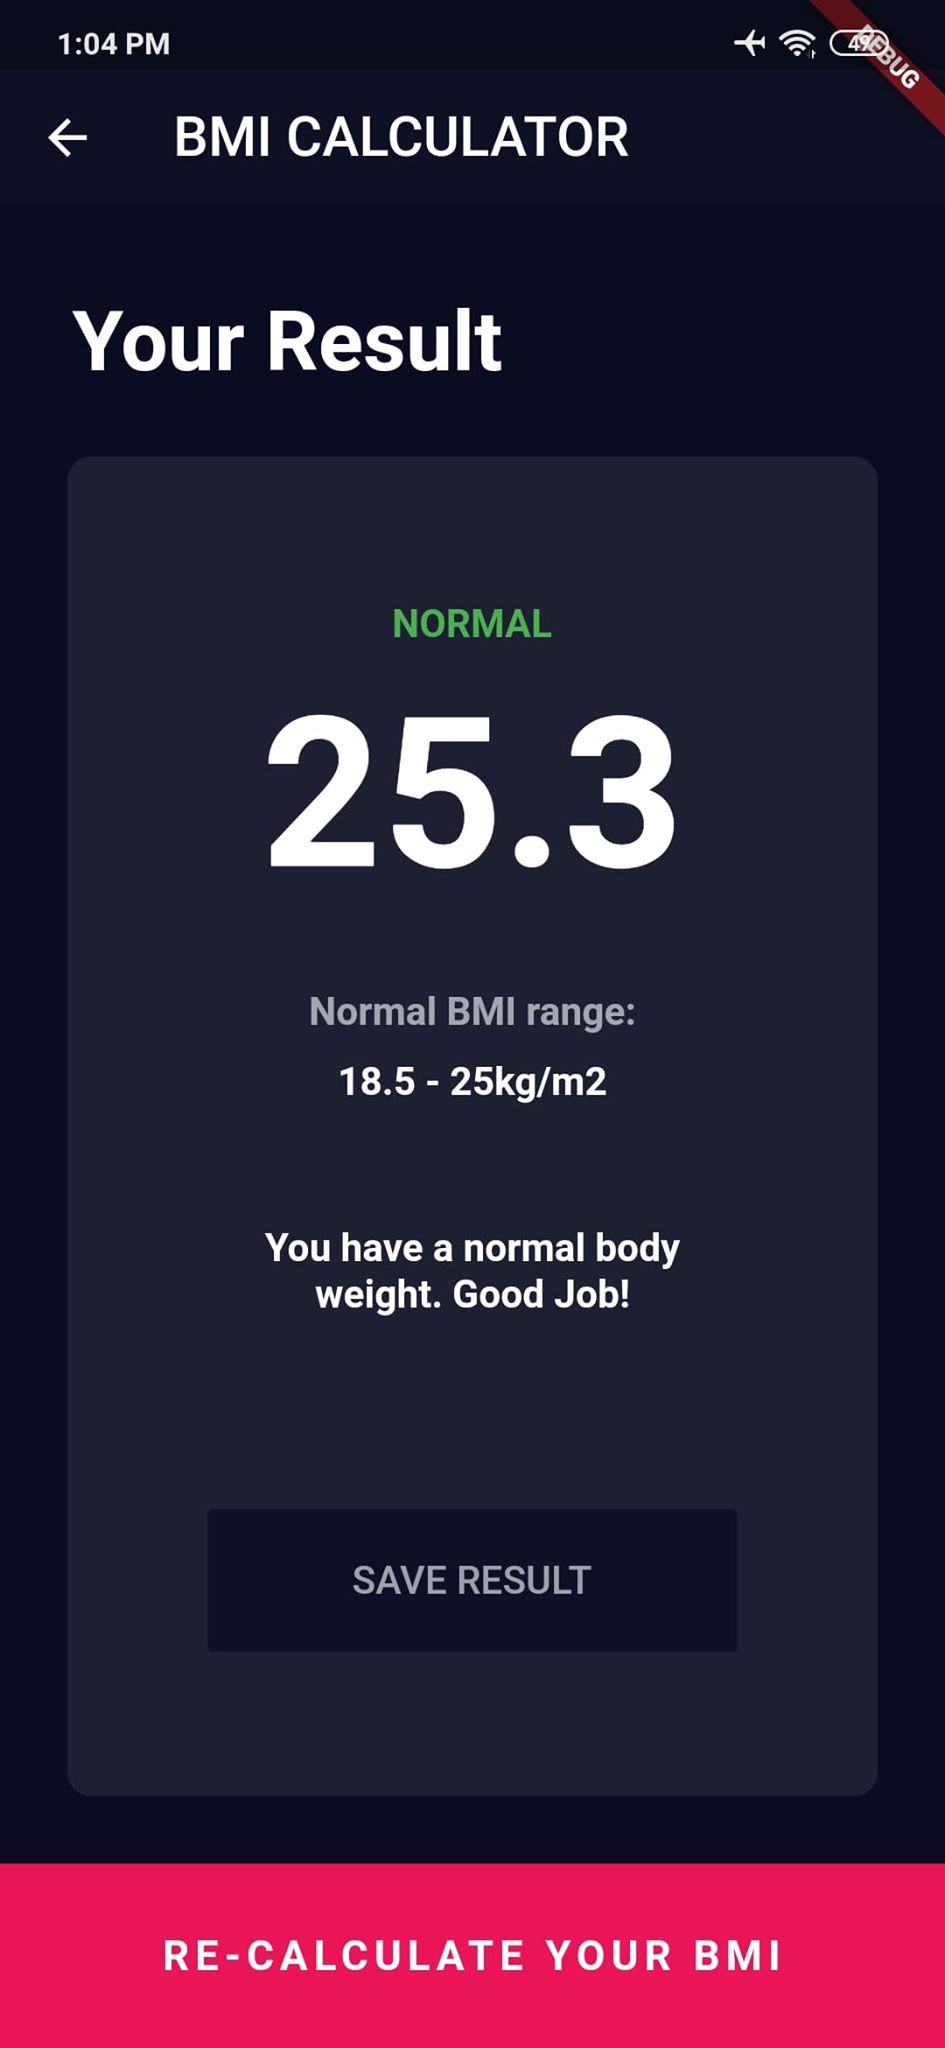 1:04 PM
49
DEBUG
BMI CALCULATOR
Your Result
NORMAL
25.3
Normal BMI range:
18.5 - 25kg/m2
You have a normal body
weight. Good Job!
SAVE RESULT
RE-CALCULATE YOUR BMI